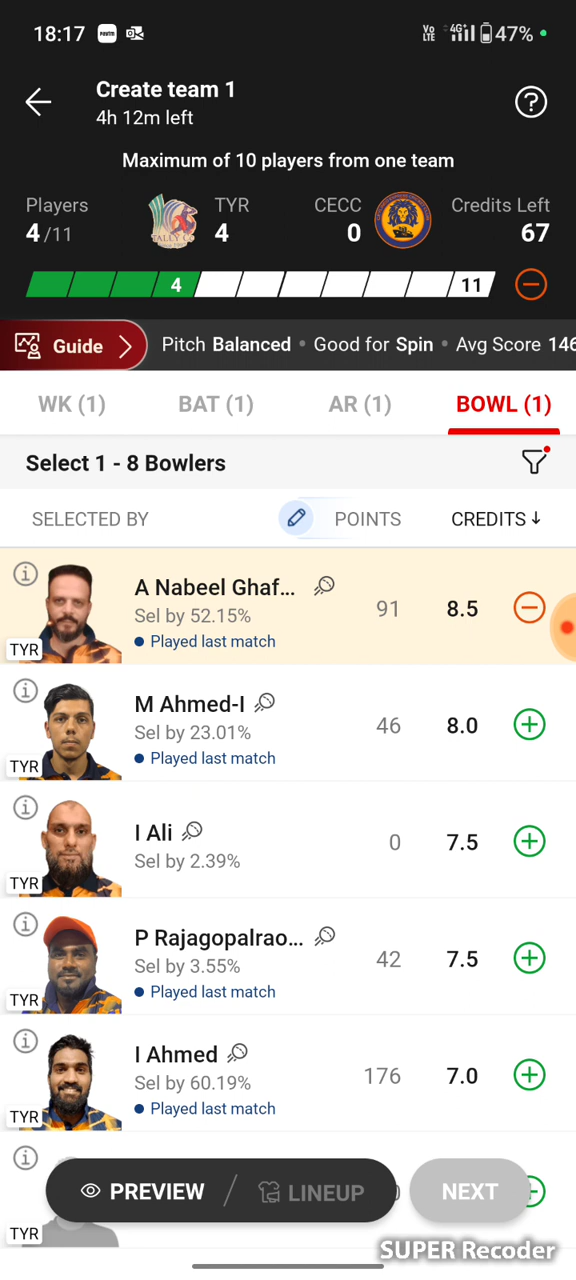 18:17 Paytm Vo LTE 4G+ 47%
Create team 1
4h 12m left
Maximum of 10 players from one team
Players TYR CECC Credits Left
4/11 4 0 67
TALLY
4 11
Guide Pitch Balanced • Good for Spin • Avg Score 146
WK (1) BAT (1) AR (1) BOWL (1)
Select 1 - 8 Bowlers
SELECTED BY POINTS CREDITS ↓
A Nabeel Ghaf...
Sel by 52.15% 91 8.5
TYR • Played last match
M Ahmed-I
Sel by 23.01% 46 8.0
TYR • Played last match
I Ali
Sel by 2.39% 0 7.5
TYR
P Rajagopalrao...
Sel by 3.55% 42 7.5
TYR • Played last match
I Ahmed
Sel by 60.19% 176 7.0
TYR • Played last match
PREVIEW / LINEUP NEXT
TYR
SUPER Recoder